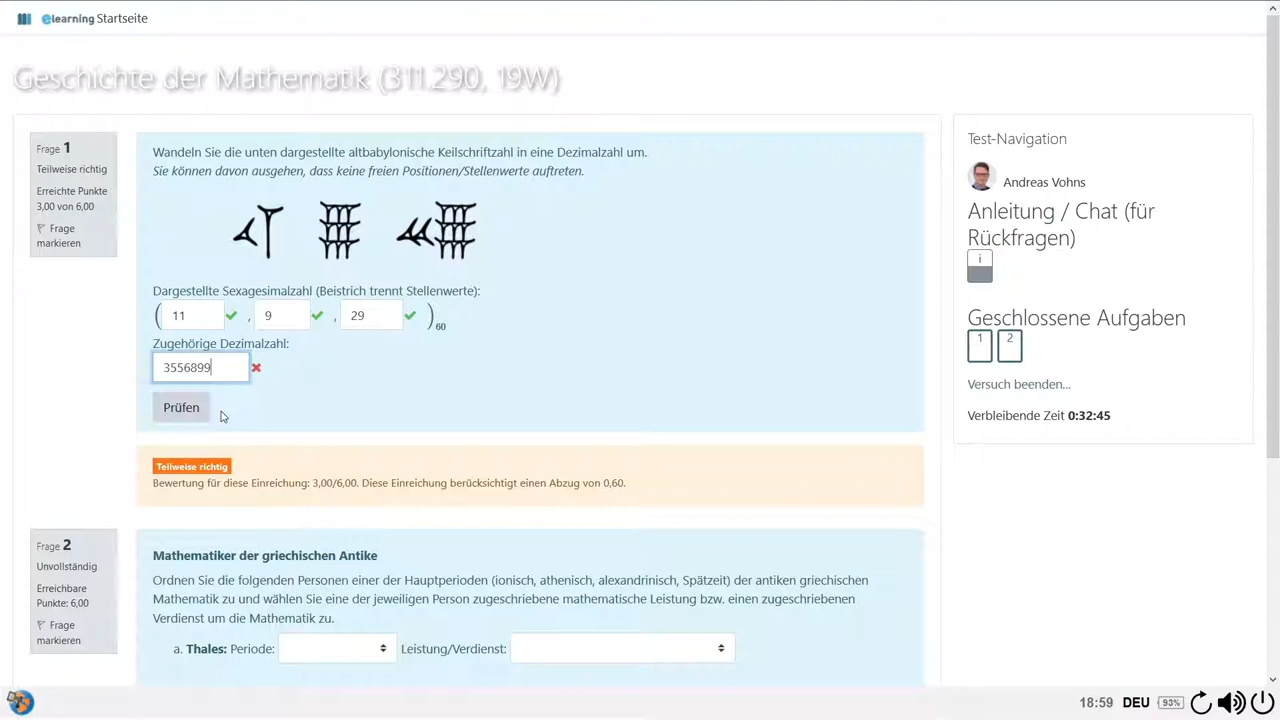 elearning Startseite
Geschichte der Mathematik (311.290, 19W)
Frage 1
Teilweise richtig
Erreichte Punkte
3,00 von 6,00
Frage
markieren
Wandeln Sie die unten dargestellte altbabylonische Keilschriftzahl in eine Dezimalzahl um.
Sie können davon ausgehen, dass keine freien Positionen/Stellenwerte auftreten.
Dargestellte Sexagesimalzahl (Beistrich trennt Stellenwerte):
( 11 , 9 , 29 )60
Zugehörige Dezimalzahl:
3556899
Prüfen
Teilweise richtig
Bewertung für diese Einreichung: 3,00/6,00. Diese Einreichung berücksichtigt einen Abzug von 0,60.
Frage 2
Unvollständig
Erreichbare
Punkte: 6,00
Frage
markieren
Mathematiker der griechischen Antike
Ordnen Sie die folgenden Personen einer der Hauptperioden (ionisch, athenisch, alexandrinisch, Spätzeit) der antiken griechischen
Mathematik zu und wählen Sie eine der jeweiligen Person zugeschriebene mathematische Leistung bzw. einen zugeschriebenen
Verdienst um die Mathematik zu.
a. Thales: Periode: Leistung/Verdienst:
Test-Navigation
Andreas Vohns
Anleitung / Chat (für
Rückfragen)
i
Geschlossene Aufgaben
1 2
Versuch beenden...
Verbleibende Zeit 0:32:45
18:59 DEU 93%